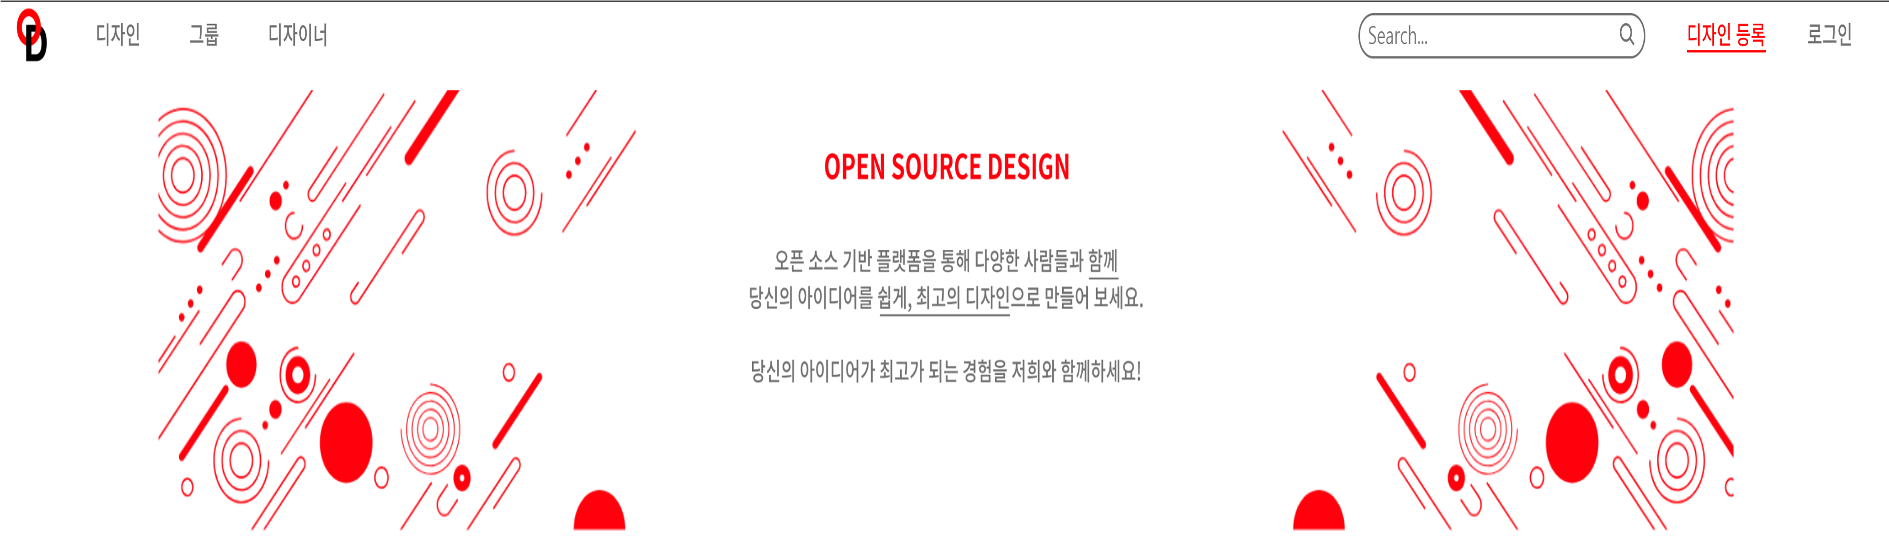 OD
디자인
그룹
디자이너
Search...
디자인 등록
로그인
OPEN SOURCE DESIGN
오픈 소스 기반 플랫폼을 통해 다양한 사람들과 함께
당신의 아이디어를 쉽게, 최고의 디자인으로 만들어 보세요.
당신의 아이디어가 최고가 되는 경험을 저희와 함께하세요!